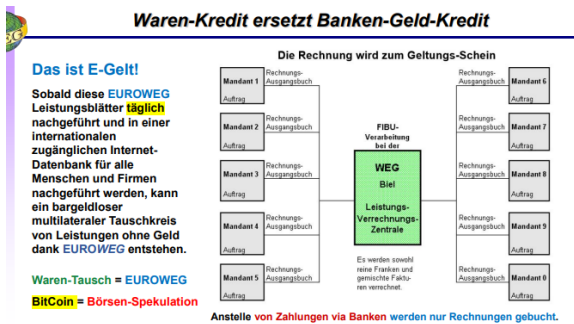 Waren-Kredit ersetzt Banken-Geld-Kredit
Das ist E-Gelt!
Sobald diese EUROWEG
Leistungsblätter täglich
nachgeführt und in einer
internationalen
zugänglichen Internet-
Datenbank für alle
Menschen und Firmen
nachgeführt werden, kann
ein bargeldloser
multilateraler Tauschkreis
von Leistungen ohne Geld
dank EUROWEG entstehen.
Waren-Tausch = EUROWEG
BitCoin = Börsen-Spekulation
Die Rechnung wird zum Geltungs-Schein
Mandant 1
Auftrag
Rechnungs-
Ausgangsbuch
Mandant 2
Auftrag
Rechnungs-
Ausgangsbuch
Mandant 3
Auftrag
Rechnungs-
Ausgangsbuch
Mandant 4
Auftrag
Rechnungs-
Ausgangsbuch
Mandant 5
Auftrag
Rechnungs-
Ausgangsbuch
FIBU-
Verarbeitung
bei der
WEG
Biel
Leistungs-
Verrechnungs-
Zentrale
Es werden sowohl
reine Franken und
gemischte Faktu-
ren verrechnet.
Rechnungs-
Ausgangsbuch
Mandant 6
Auftrag
Rechnungs-
Ausgangsbuch
Mandant 7
Auftrag
Rechnungs-
Ausgangsbuch
Mandant 8
Auftrag
Rechnungs-
Ausgangsbuch
Mandant 9
Auftrag
Rechnungs-
Ausgangsbuch
Mandant 0
Auftrag
Anstelle von Zahlungen via Banken werden nur Rechnungen gebucht.